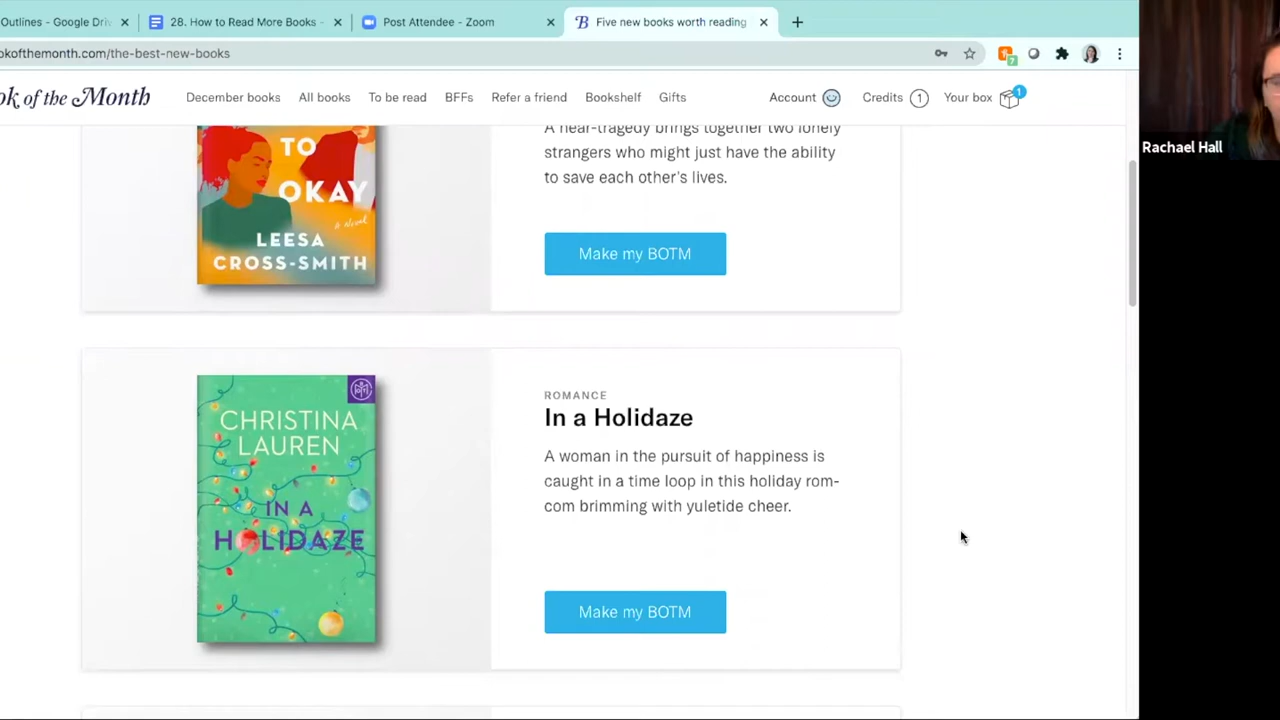 Outlines - Google Driv
28. How to Read More Books -
Post Attendee - Zoom
Five new books worth reading
okofthemonth.com/the-best-new-books
7
ok of the Month
December books
All books
To be read
BFFs
Refer a friend
Bookshelf
Gifts
Account
Credits 1
Your box 1
Rachael Hall
TO
OKAY
A Novel
LEESA
CROSS-SMITH
A near-tragedy brings together two lonely
strangers who might just have the ability
to save each other's lives.
Make my BOTM
CHRISTINA
LAUREN
IN A
HOLIDAZE
ROMANCE
In a Holidaze
A woman in the pursuit of happiness is
caught in a time loop in this holiday rom-
com brimming with yuletide cheer.
Make my BOTM